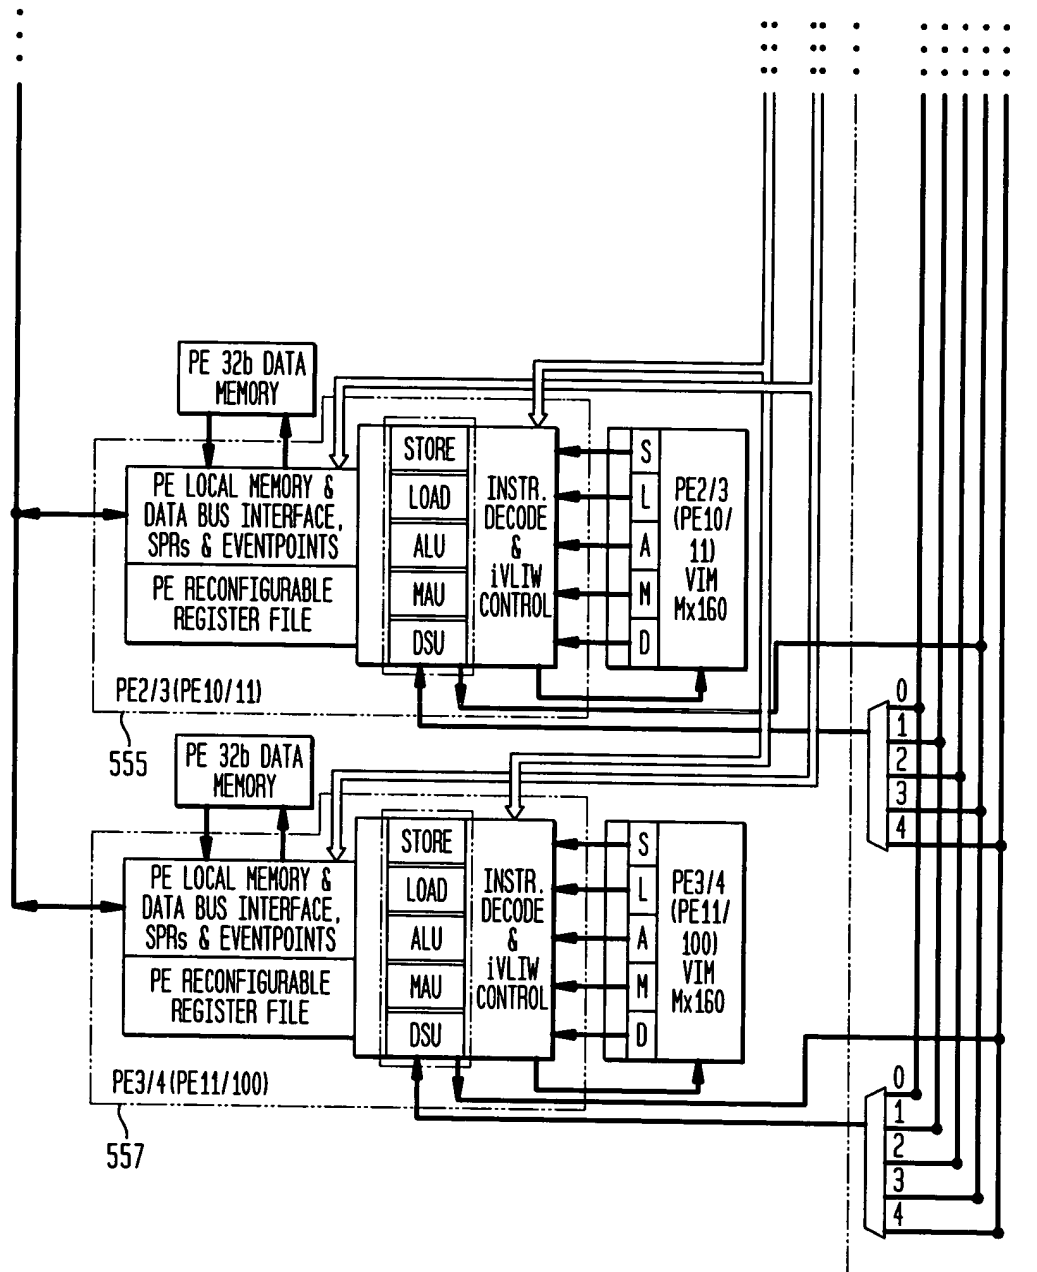 PE 32b DATA
MEMORY
STORE
LOAD
ALU
MAU
DSU
INSTR.
DECODE
&
iVLIW
CONTROL
S
L
A
M
D
PE2/3
(PE10/
11)
VIM
Mx160
PE LOCAL MEMORY &
DATA BUS INTERFACE,
SPRs & EVENTPOINTS
PE RECONFIGURABLE
REGISTER FILE
PE2/3(PE10/11)
555
0
1
2
3
4
PE 32b DATA
MEMORY
STORE
LOAD
ALU
MAU
DSU
INSTR.
DECODE
&
iVLIW
CONTROL
S
L
A
M
D
PE3/4
(PE11/
100)
VIM
Mx160
PE LOCAL MEMORY &
DATA BUS INTERFACE,
SPRs & EVENTPOINTS
PE RECONFIGURABLE
REGISTER FILE
PE3/4(PE11/100)
557
0
1
2
3
4